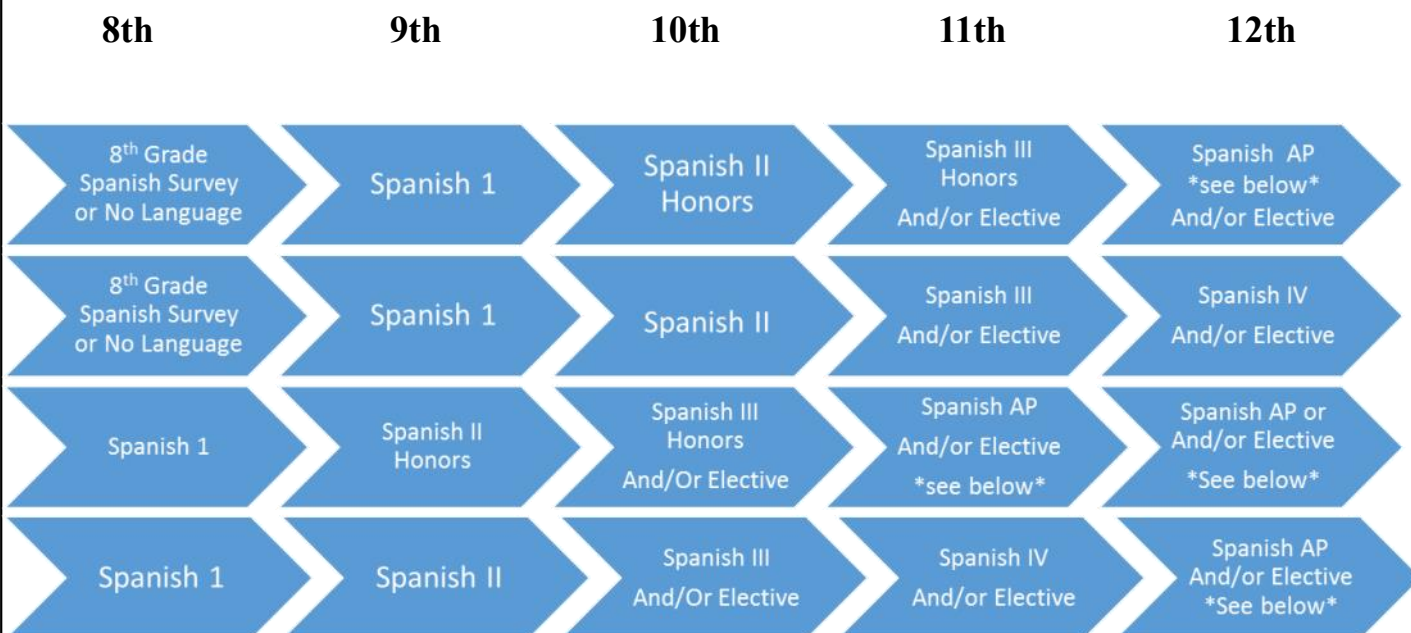 8th 9th 10th 11th 12th
8th Grade
Spanish Survey
or No Language
Spanish 1
Spanish II
Honors
Spanish III
Honors
And/or Elective
Spanish AP
*see below*
And/or Elective
8th Grade
Spanish Survey
or No Language
Spanish 1
Spanish II
Spanish III
And/or Elective
Spanish IV
And/or Elective
Spanish 1
Spanish II
Honors
Spanish III
Honors
And/Or Elective
Spanish AP
And/or Elective
*see below*
Spanish AP or
And/or Elective
*See below*
Spanish 1
Spanish II
Spanish III
And/Or Elective
Spanish IV
And/or Elective
Spanish AP
And/or Elective
*See below*